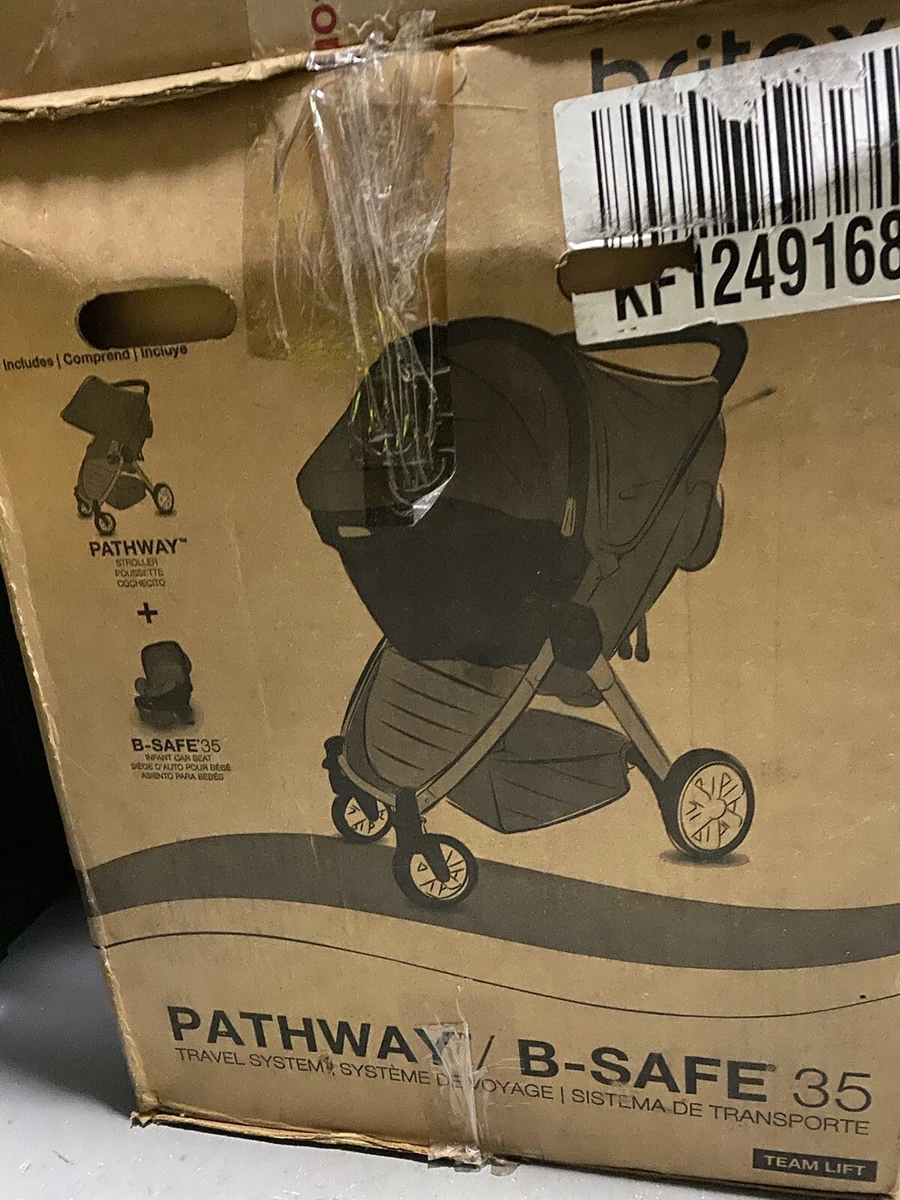 britax
KF1249168
Includes | Comprend | Incluye
PATHWAY™
STROLLER
POUSSETTE
COCHECITO
+
B-SAFE®35
INFANT CAR SEAT
SIÈGE D'AUTO POUR BÉBÉ
ASIENTO PARA BEBÉS
PATHWAY™ / B-SAFE® 35
TRAVEL SYSTEM | SYSTÈME DE VOYAGE | SISTEMA DE TRANSPORTE
TEAM LIFT